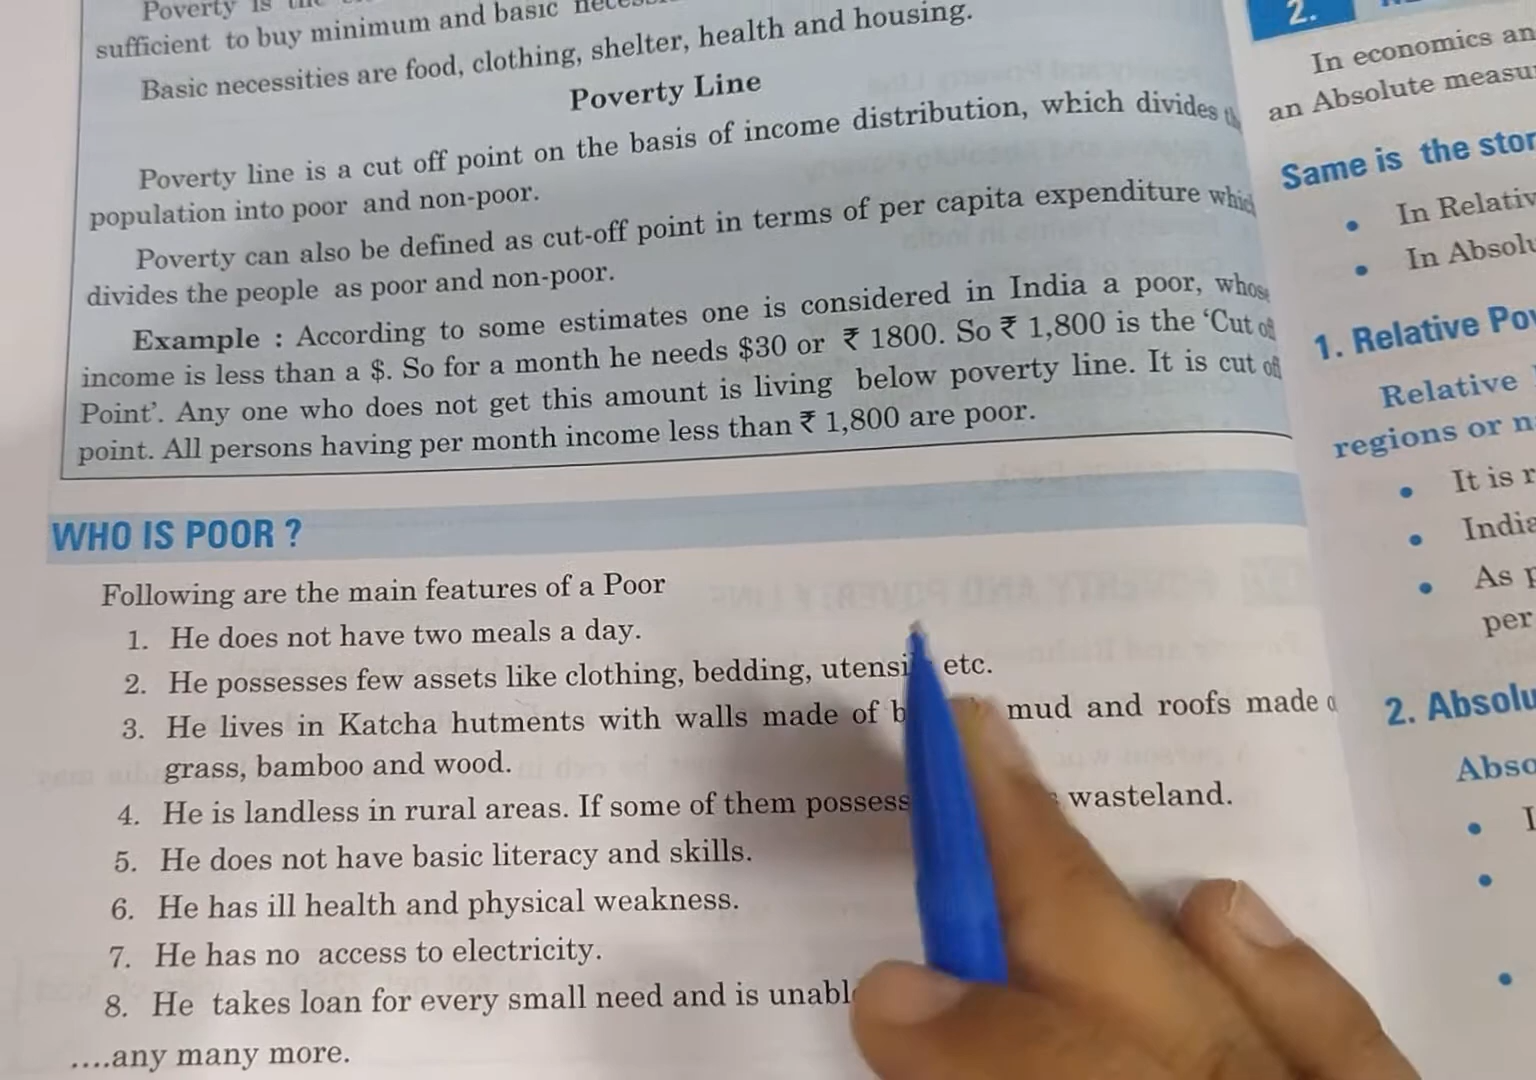 Poverty is the
sufficient to buy minimum and basic
Basic necessities are food, clothing, shelter, health and housing.
Poverty Line
Poverty line is a cut off point on the basis of income distribution, which divides
population into poor and non-poor.
Poverty can also be defined as cut-off point in terms of per capita expenditure
divides the people as poor and non-poor.
Example : According to some estimates one is considered in India a poor, whose
income is less than a $. So for a month he needs $30 or ₹ 1800. So ₹ 1,800 is the ‘Cut off
Point’. Any one who does not get this amount is living below poverty line. It is cut off
point. All persons having per month income less than ₹ 1,800 are poor.
WHO IS POOR ?
Following are the main features of a Poor
1. He does not have two meals a day.
2. He possesses few assets like clothing, bedding, etc.
3. He lives in Katcha hutments with walls made of mud and roofs made
grass, bamboo and wood.
4. He is landless in rural areas. If some of them possess wasteland.
5. He does not have basic literacy and skills.
6. He has ill health and physical weakness.
7. He has no access to electricity.
8. He takes loan for every small need and is
....any many more.
2.
In economics
an Absolute
Same is the
• In
• In
1. Relative
Relative
regions or
• It is
•
• As
per
2.